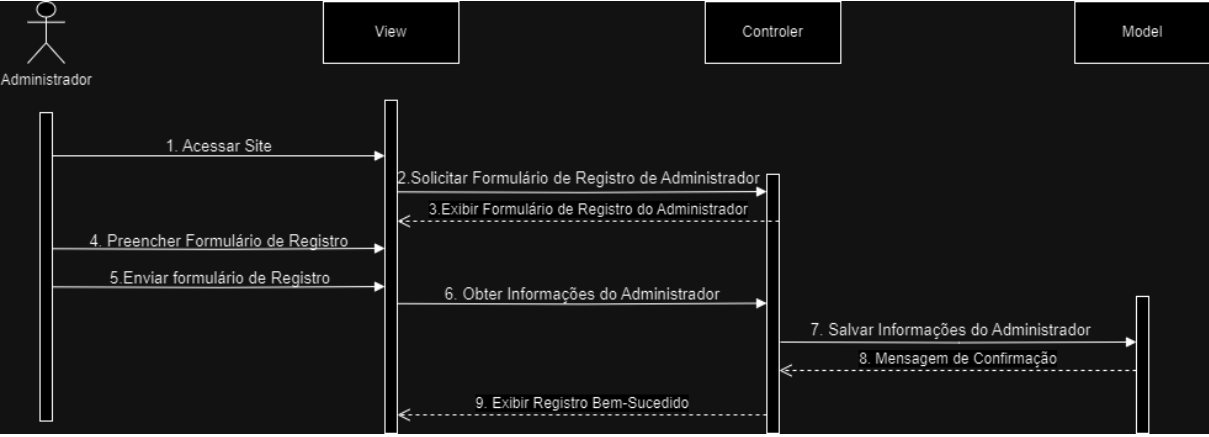 View
Controler
Model
Administrador
1. Acessar Site
2.Solicitar Formulário de Registro de Administrador
3.Exibir Formulário de Registro do Administrador
4. Preencher Formulário de Registro
5.Enviar formulário de Registro
6. Obter Informações do Administrador
7. Salvar Informações do Administrador
8. Mensagem de Confirmação
9. Exibir Registro Bem-Sucedido